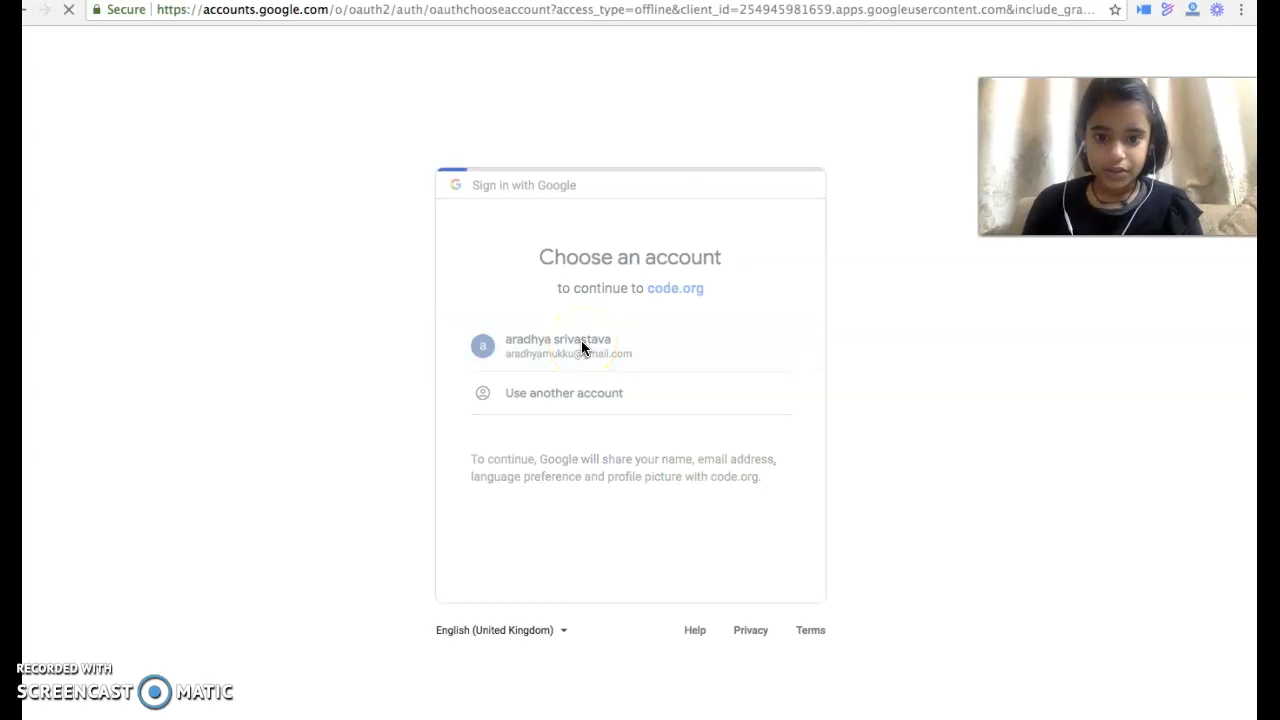 Secure
https://accounts.google.com/o/oauth2/auth/oauthchooseaccount?access_type=offline&client_id=254945981659.apps.googleusercontent.com&include_gra...
Sign in with Google
Choose an account
to continue to code.org
a
aradhya srivastava
aradhyamukku@gmail.com
Use another account
To continue, Google will share your name, email address,
language preference and profile picture with code.org.
English (United Kingdom)
Help
Privacy
Terms
RECORDED WITH
SCREENCAST MATIC